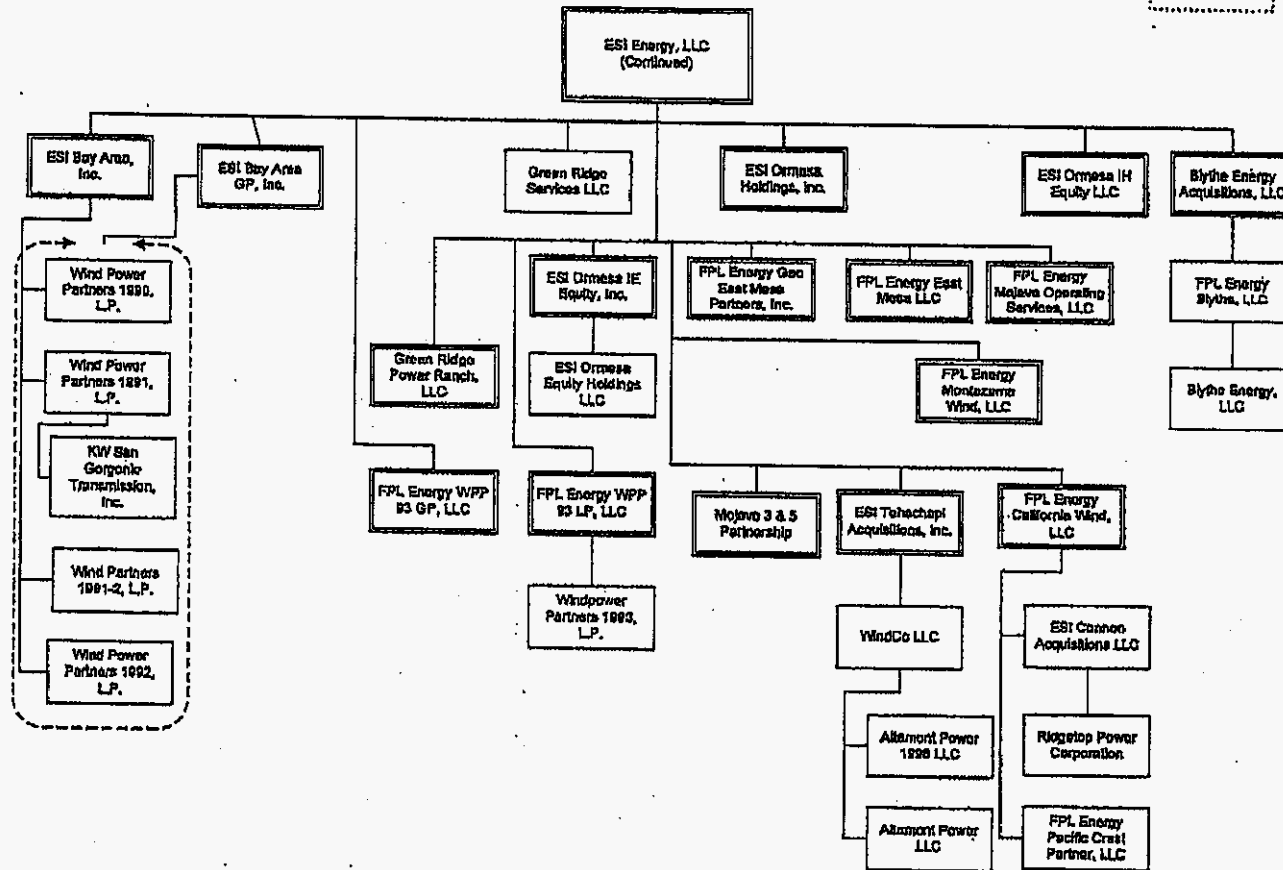 ESI Energy, LLC
(Continued)
ESI Bay Area,
Inc.
ESI Bay Area
GP, Inc.
Green Ridge
Services LLC
ESI Ormesa
Holdings, Inc.
ESI Ormesa IH
Equity LLC
Blythe Energy
Acquisitions, LLC
Wind Power
Partners 1990,
L.P.
ESI Ormesa IE
Equity, Inc.
FPL Energy Geo
East Mesa
Partners, Inc.
FPL Energy East
Mesa LLC
FPL Energy
Mojave Operating
Services, LLC
FPL Energy
Blythe, LLC
Wind Power
Partners 1991,
L.P.
Green Ridge
Power Ranch,
LLC
ESI Ormesa
Equity Holdings
LLC
FPL Energy
Montezuma
Wind, LLC
Blythe Energy,
LLC
KW San
Gorgonio
Transmission,
Inc.
FPL Energy WPP
93 GP, LLC
FPL Energy WPP
93 LP, LLC
Mojave 3 & 5
Partnership
ESI Tehachapi
Acquisitions, Inc.
FPL Energy
California Wind,
LLC
Wind Partners
1991-2, L.P.
Windpower
Partners 1993,
L.P.
WindCo LLC
ESI Cannon
Acquisitions LLC
Wind Power
Partners 1992,
L.P.
Altamont Power
1998 LLC
Ridgetop Power
Corporation
Altamont Power
LLC
FPL Energy
Pacific Crest
Partner, LLC